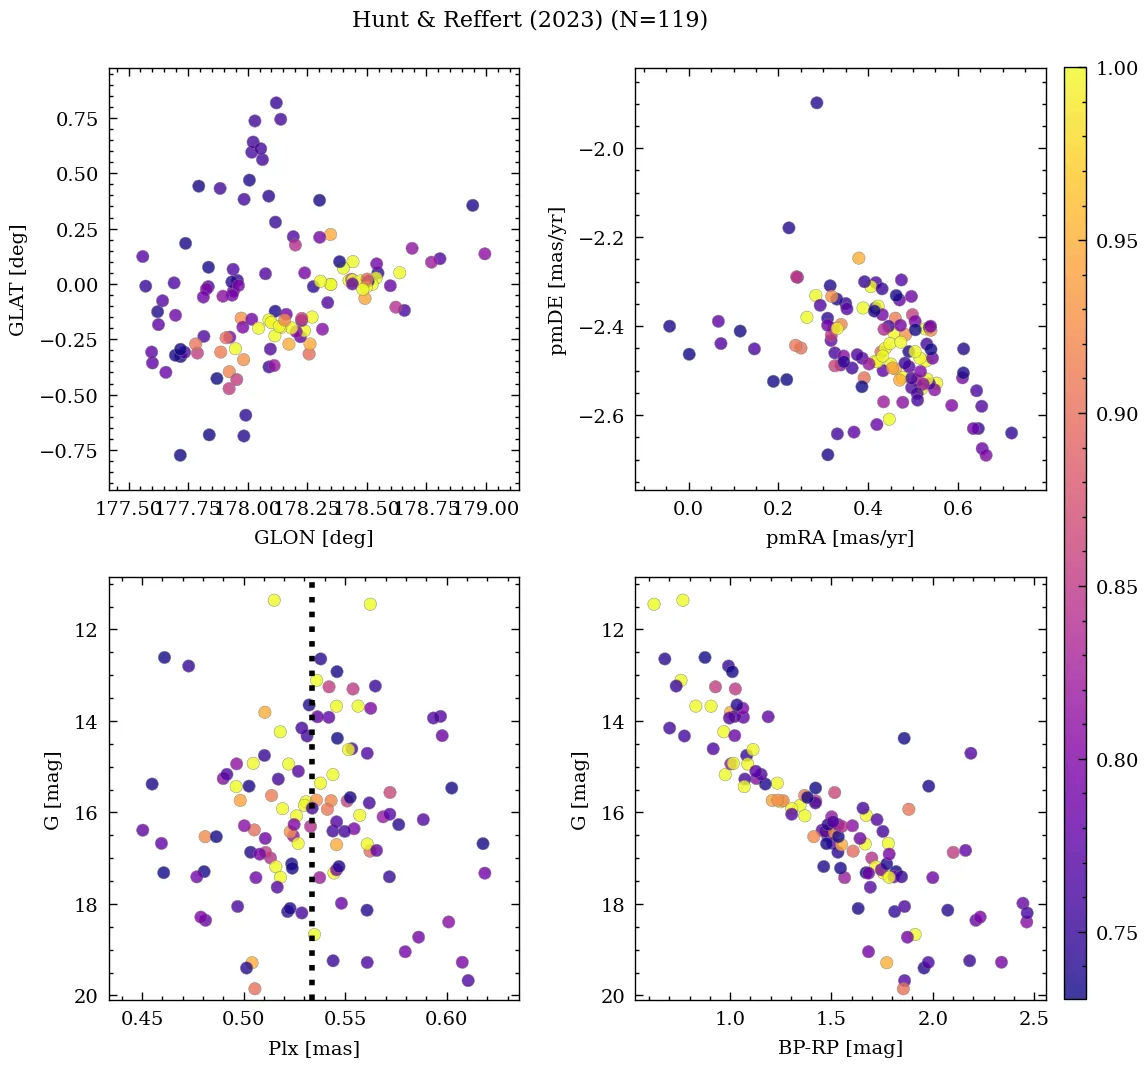 Hunt & Reffert (2023) (N=119)
0.75
0.50
0.25
0.00
−0.25
−0.50
−0.75
GLAT [deg]
177.50 177.75 178.00 178.25 178.50 178.75 179.00
GLON [deg]
−2.0
−2.2
−2.4
−2.6
pmDE [mas/yr]
0.0 0.2 0.4 0.6
pmRA [mas/yr]
12
14
16
18
20
G [mag]
0.45 0.50 0.55 0.60
Plx [mas]
12
14
16
18
20
G [mag]
1.0 1.5 2.0 2.5
BP-RP [mag]
1.00
0.95
0.90
0.85
0.80
0.75